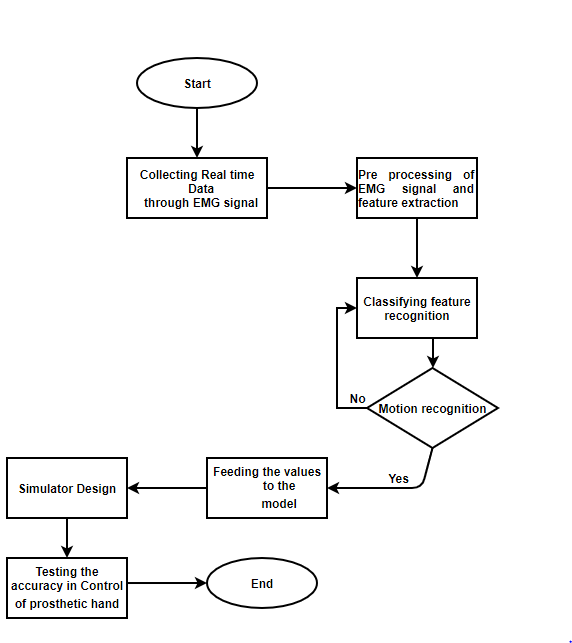 Start
Collecting Real time
Data
through EMG signal
Pre processing of
EMG signal and
feature extraction
Classifying feature
recognition
No
Motion recognition
Yes
Feeding the values
to the
model
Simulator Design
Testing the
accuracy in Control
of prosthetic hand
End